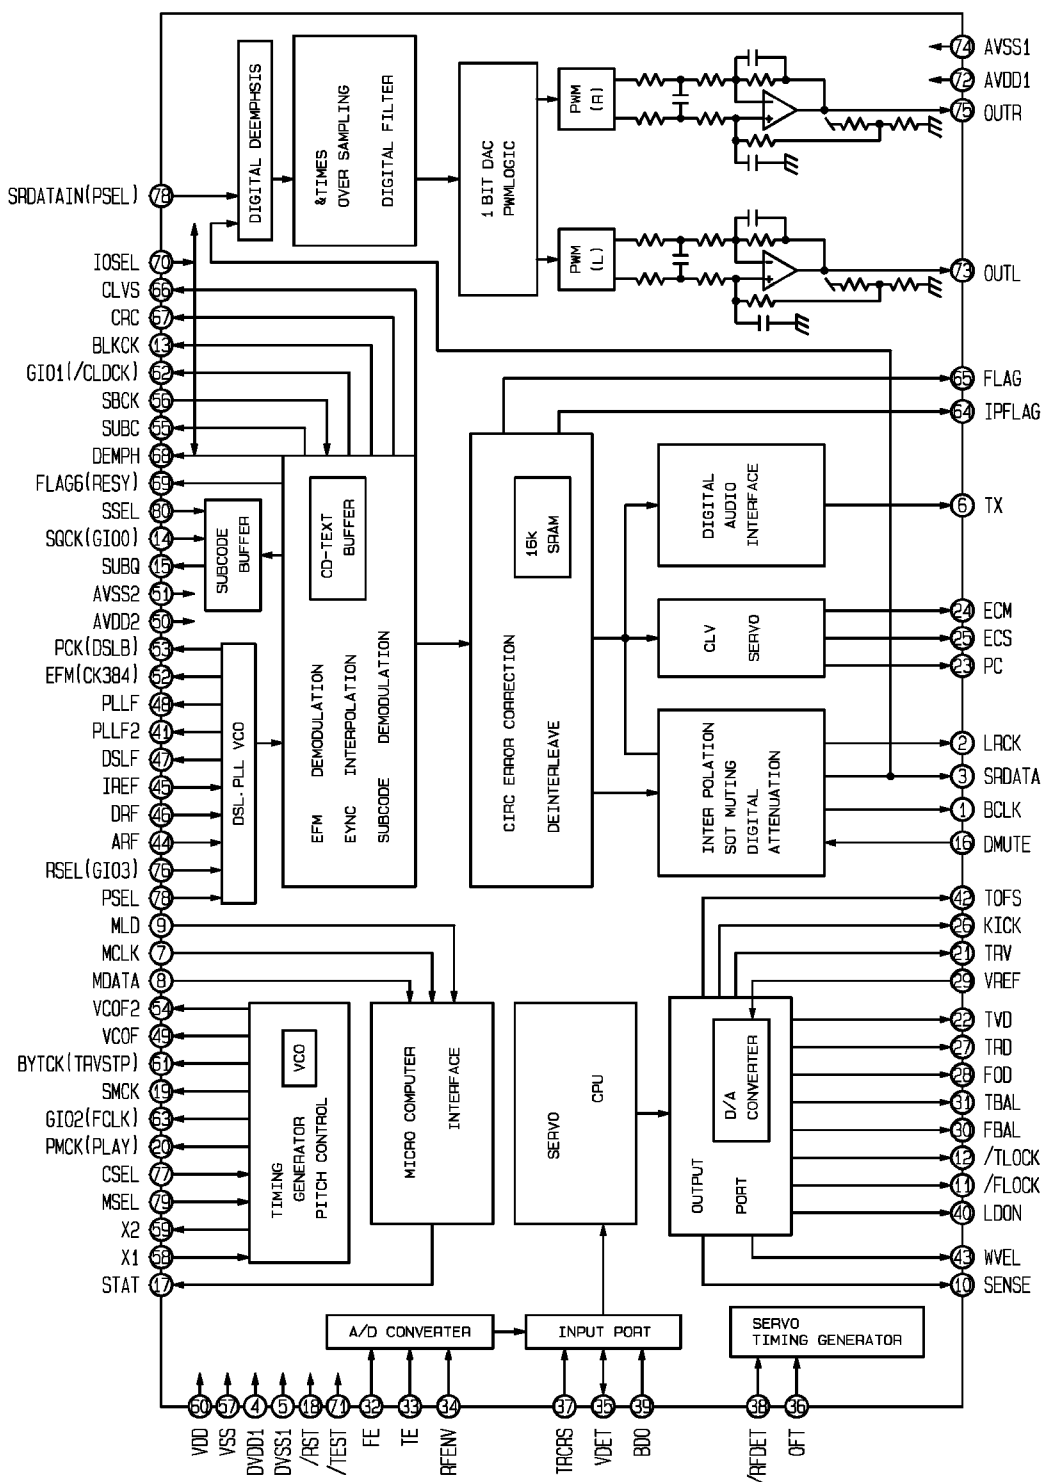 DIGITAL DEEMPHSIS
&TIMES
OVER SAMPLING
DIGITAL FILTER
1 BIT DAC
PWMLOGIC
PWM
(R)
PWM
(L)
74 AVSS1
72 AVDD1
75 OUTR
73 OUTL
SRDATAIN(PSEL) 78
IOSEL 70
CLVS 66
CRC 67
BLKCK 13
GIO1(/CLDCK) 62
SBCK 56
SUBC 55
DEMPH 68
FLAG6(RESY) 69
SSEL 80
SQCK(GIO0) 14
SUBQ 15
AVSS2 51
AVDD2 50
PCK(DSLB) 53
EFM(CK384) 52
PLLF 48
PLLF2 41
DSLF 47
IREF 45
DRF 46
ARF 44
RSEL(GIO3) 76
PSEL 78
MLD 9
MCLK 7
MDATA 8
VCOF2 54
VCOF 49
BYTCK(TRVSTP) 61
SMCK 19
GIO2(FCLK) 63
PMCK(PLAY) 20
CSEL 77
MSEL 79
X2 59
X1 58
STAT 17
SUBCODE
BUFFER
CD-TEXT
BUFFER
DSL.PLL VCO
EFM DEMODULATION
EYNC INTERPOLATION
SUBCODE DEMODULATION
16k
SRAM
CIRC ERROR CORRECTION
DEINTERLEAVE
DIGITAL
AUDIO
INTERFACE
CLV
SERVO
INTER POLATION
SOT MUTING
DIGITAL
ATTENUATION
65 FLAG
64 IPFLAG
6 TX
24 ECM
25 ECS
23 PC
2 LRCK
3 SRDATA
1 BCLK
16 DMUTE
42 TOFS
26 KICK
21 TRV
29 VREF
22 TVD
27 TRD
28 FOD
31 TBAL
30 FBAL
12 /TLOCK
11 /FLOCK
40 LDON
43 WVEL
10 SENSE
VCO
TIMING
GENERATOR
PITCH CONTROL
MICRO COMPUTER
INTERFACE
SERVO
CPU
D/A
CONVERTER
OUTPUT
PORT
A/D CONVERTER
INPUT PORT
SERVO
TIMING GENERATOR
60 VDD
57 VSS
4 DVDD1
5 DVSS1
18 /RST
71 /TEST
32 FE
33 TE
34 RFENV
37 TRCRS
35 VDET
39 BDO
38 /RFDET
36 OFT